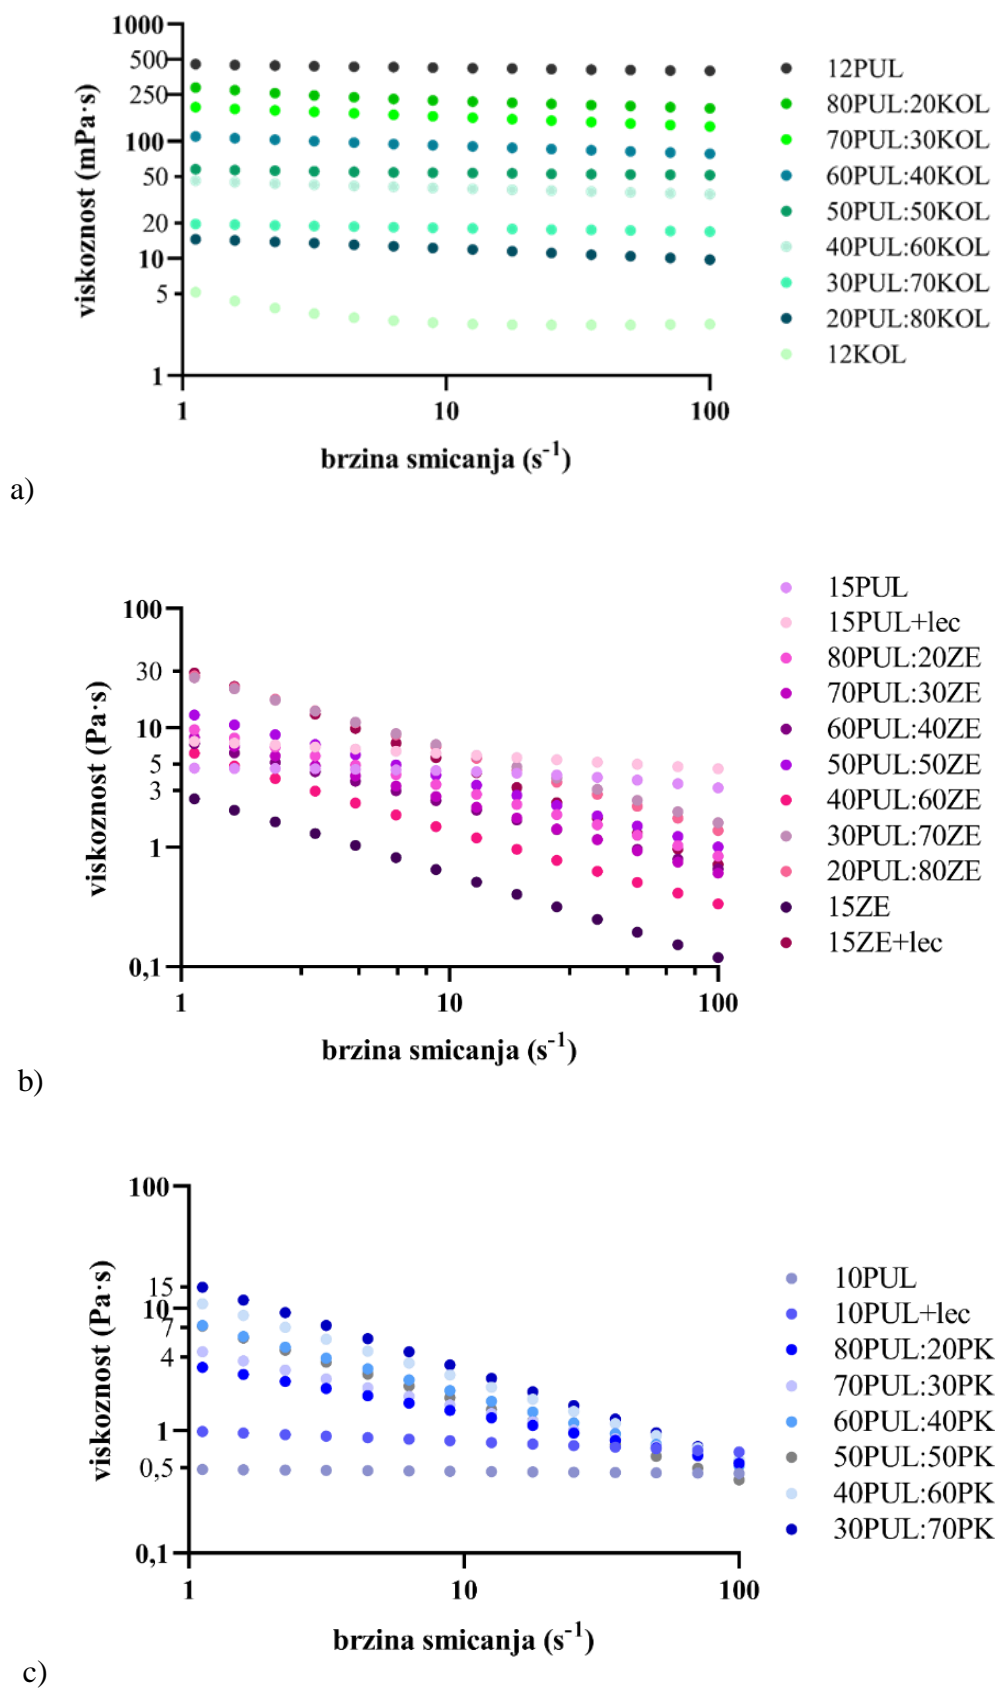 1000
500
250
100
50
20
10
5
1
viskoznost (mPa·s)
1
10
100
brzina smicanja (s-1)
12PUL
80PUL:20KOL
70PUL:30KOL
60PUL:40KOL
50PUL:50KOL
40PUL:60KOL
30PUL:70KOL
20PUL:80KOL
12KOL
a)
100
30
10
5
3
1
0,1
viskoznost (Pa·s)
1
10
100
brzina smicanja (s-1)
15PUL
15PUL+lec
80PUL:20ZE
70PUL:30ZE
60PUL:40ZE
50PUL:50ZE
40PUL:60ZE
30PUL:70ZE
20PUL:80ZE
15ZE
15ZE+lec
b)
100
15
10
7
4
1
0,5
0,1
viskoznost (Pa·s)
1
10
100
brzina smicanja (s-1)
10PUL
10PUL+lec
80PUL:20PK
70PUL:30PK
60PUL:40PK
50PUL:50PK
40PUL:60PK
30PUL:70PK
c)